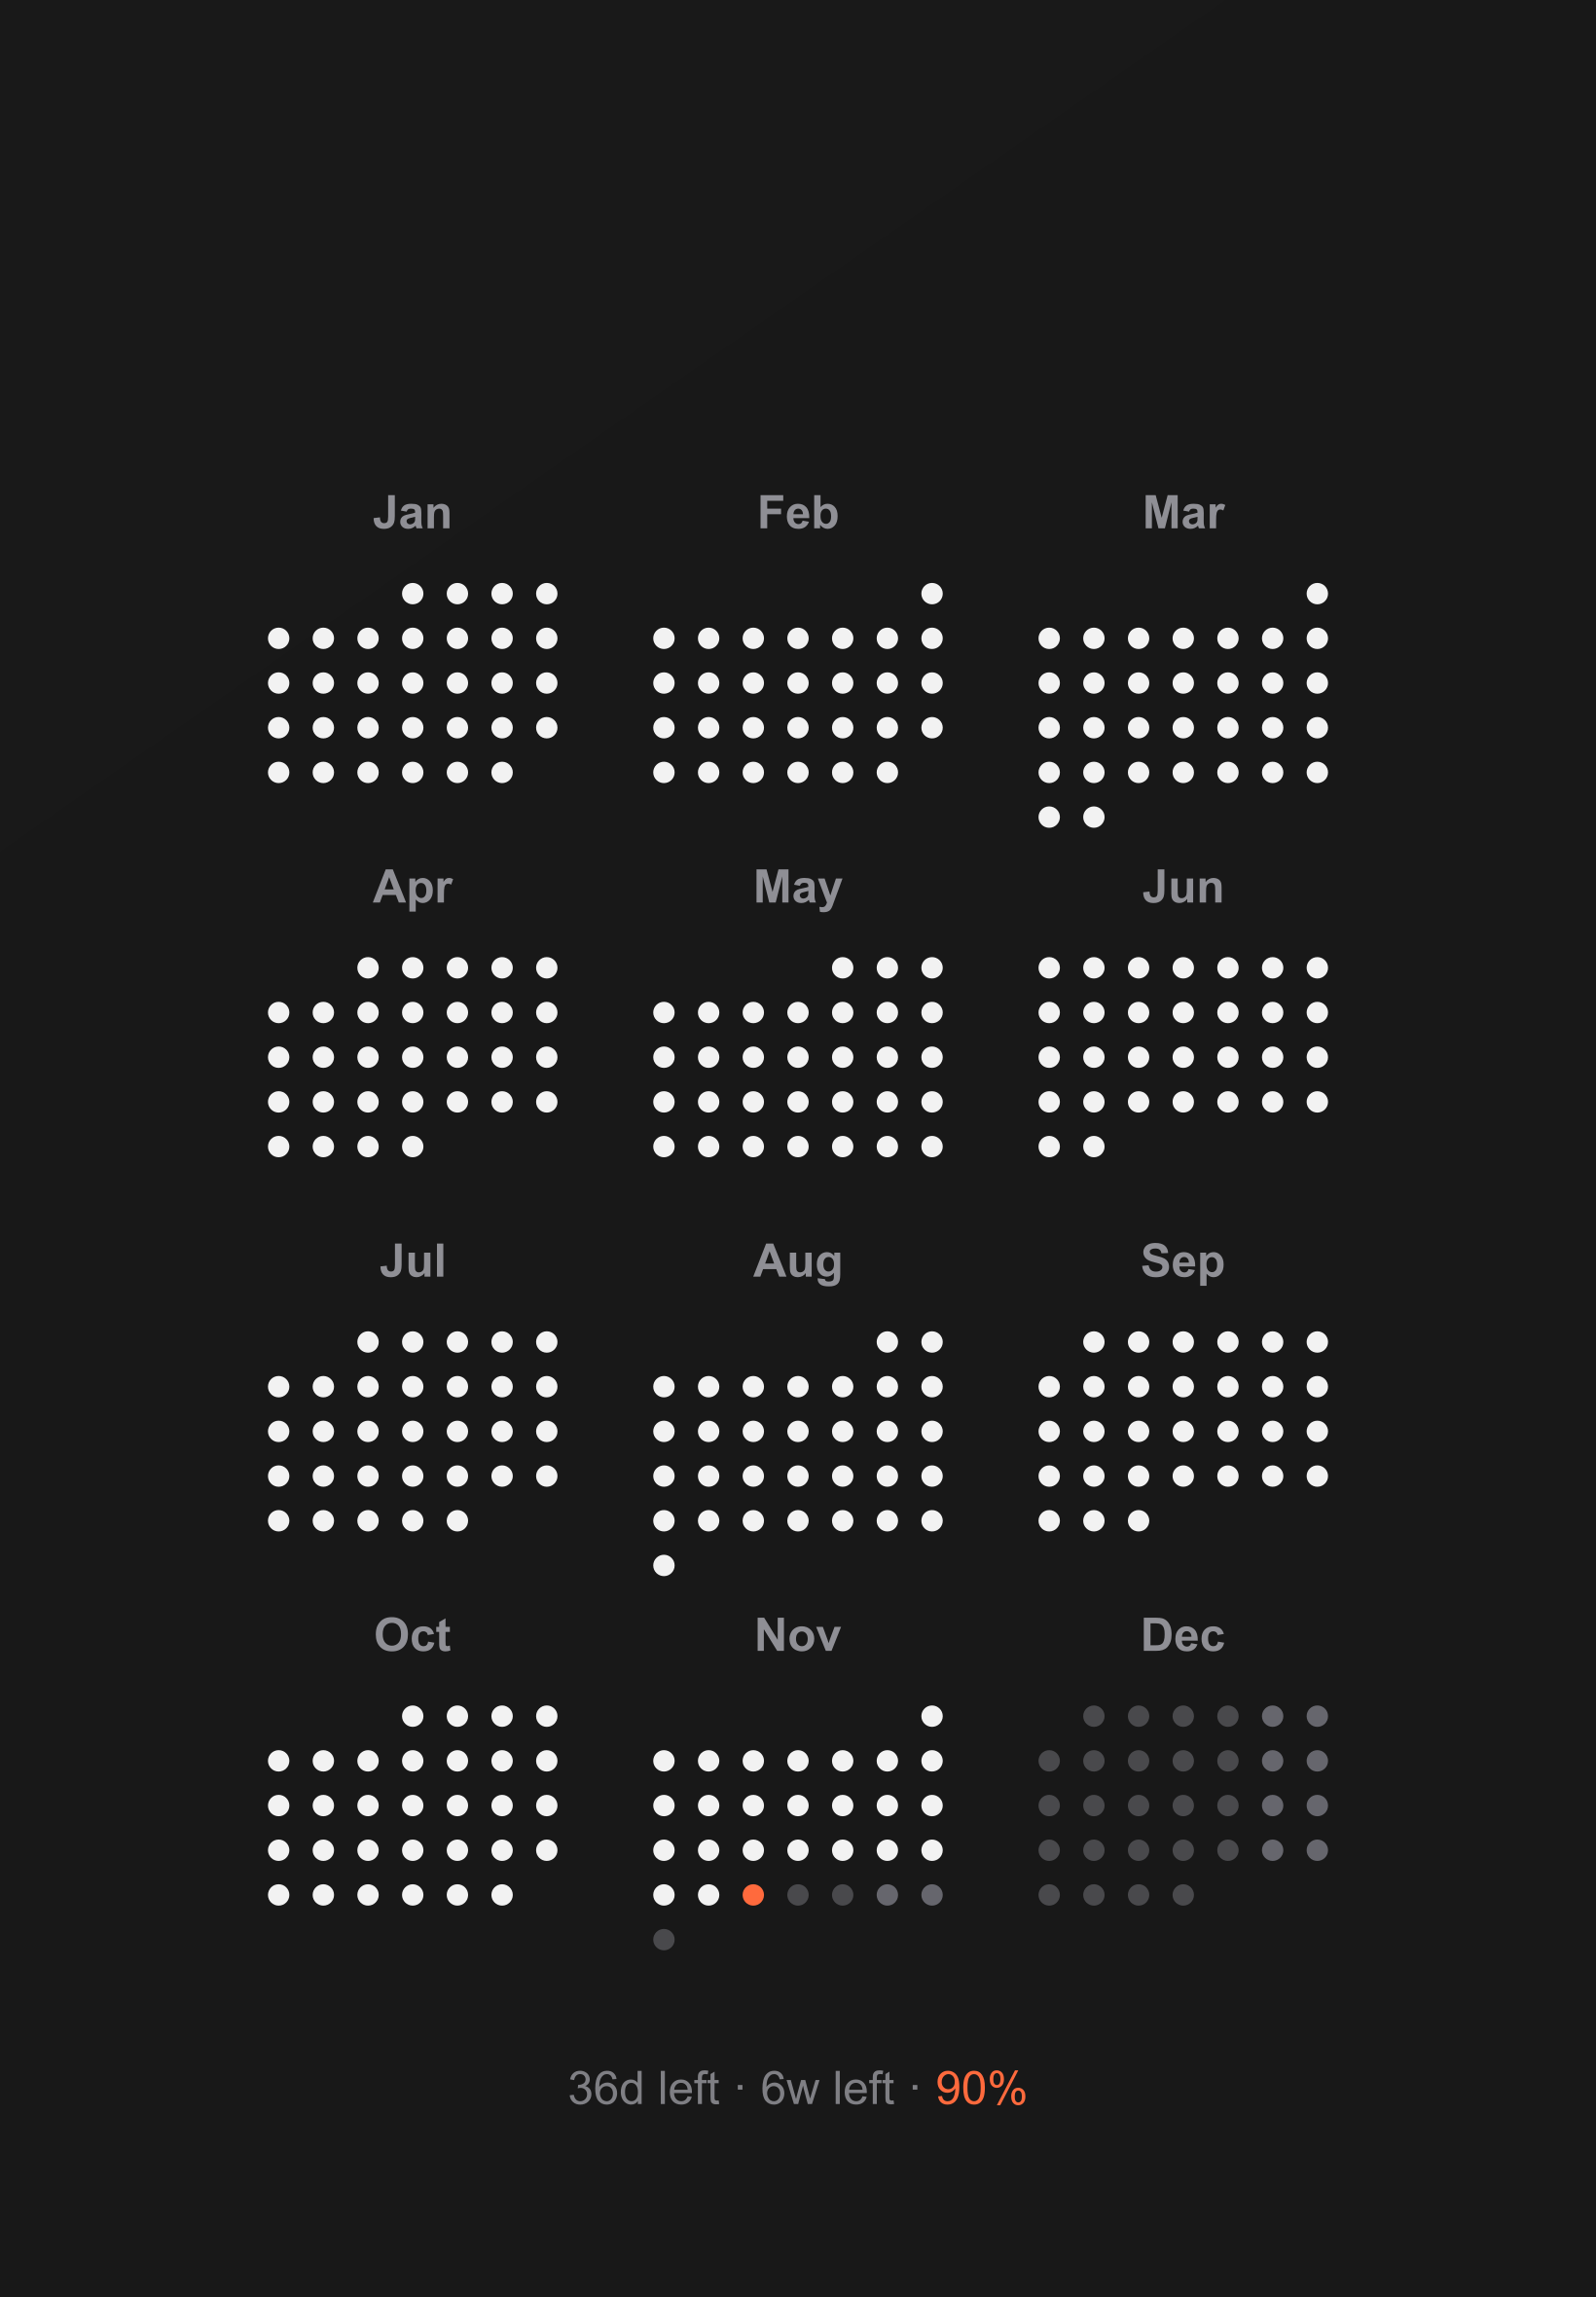 Jan Feb Mar
Apr May Jun
Jul Aug Sep
Oct Nov Dec
36d left · 6w left · 90%